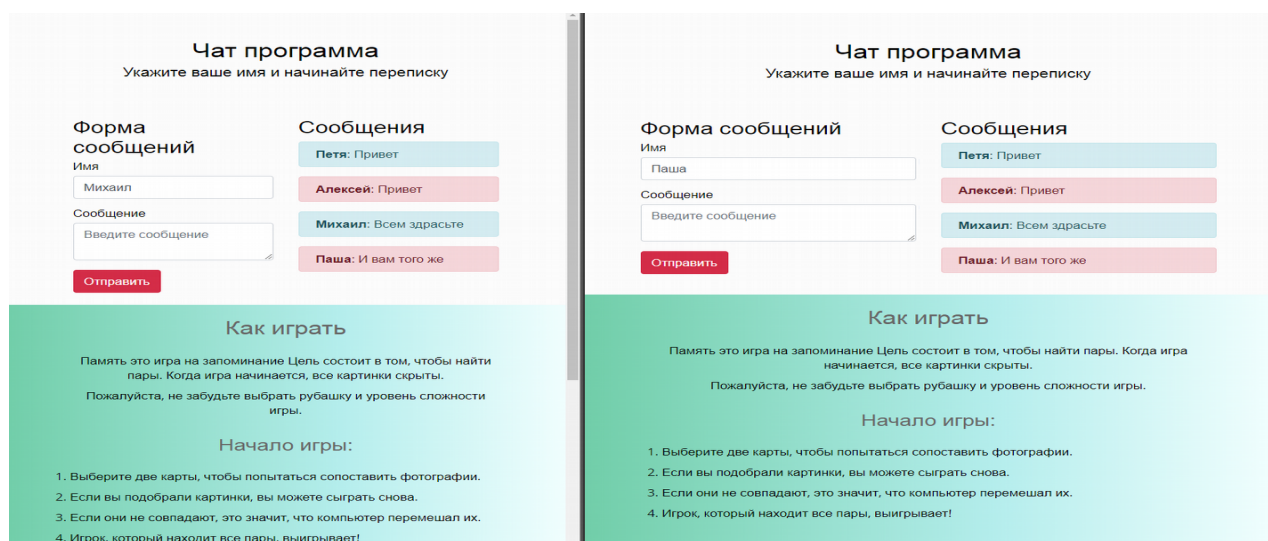 Чат программа
Укажите ваше имя и начинайте переписку
Форма
сообщений
Имя
Михаил
Сообщение
Введите сообщение
Отправить
Сообщения
Петя: Привет
Алексей: Привет
Михаил: Всем здрасьте
Паша: И вам того же
Как играть
Память это игра на запоминание Цель состоит в том, чтобы найти
пары. Когда игра начинается, все картинки скрыты.
Пожалуйста, не забудьте выбрать рубашку и уровень сложности
игры.
Начало игры:
1. Выберите две карты, чтобы попытаться сопоставить фотографии.
2. Если вы подобрали картинки, вы можете сыграть снова.
3. Если они не совпадают, это значит, что компьютер перемешал их.
4. Игрок, который находит все пары, выигрывает!
Чат программа
Укажите ваше имя и начинайте переписку
Форма сообщений
Имя
Паша
Сообщение
Введите сообщение
Отправить
Сообщения
Петя: Привет
Алексей: Привет
Михаил: Всем здрасьте
Паша: И вам того же
Как играть
Память это игра на запоминание Цель состоит в том, чтобы найти пары. Когда игра
начинается, все картинки скрыты.
Пожалуйста, не забудьте выбрать рубашку и уровень сложности игры.
Начало игры:
1. Выберите две карты, чтобы попытаться сопоставить фотографии.
2. Если вы подобрали картинки, вы можете сыграть снова.
3. Если они не совпадают, это значит, что компьютер перемешал их.
4. Игрок, который находит все пары, выигрывает!